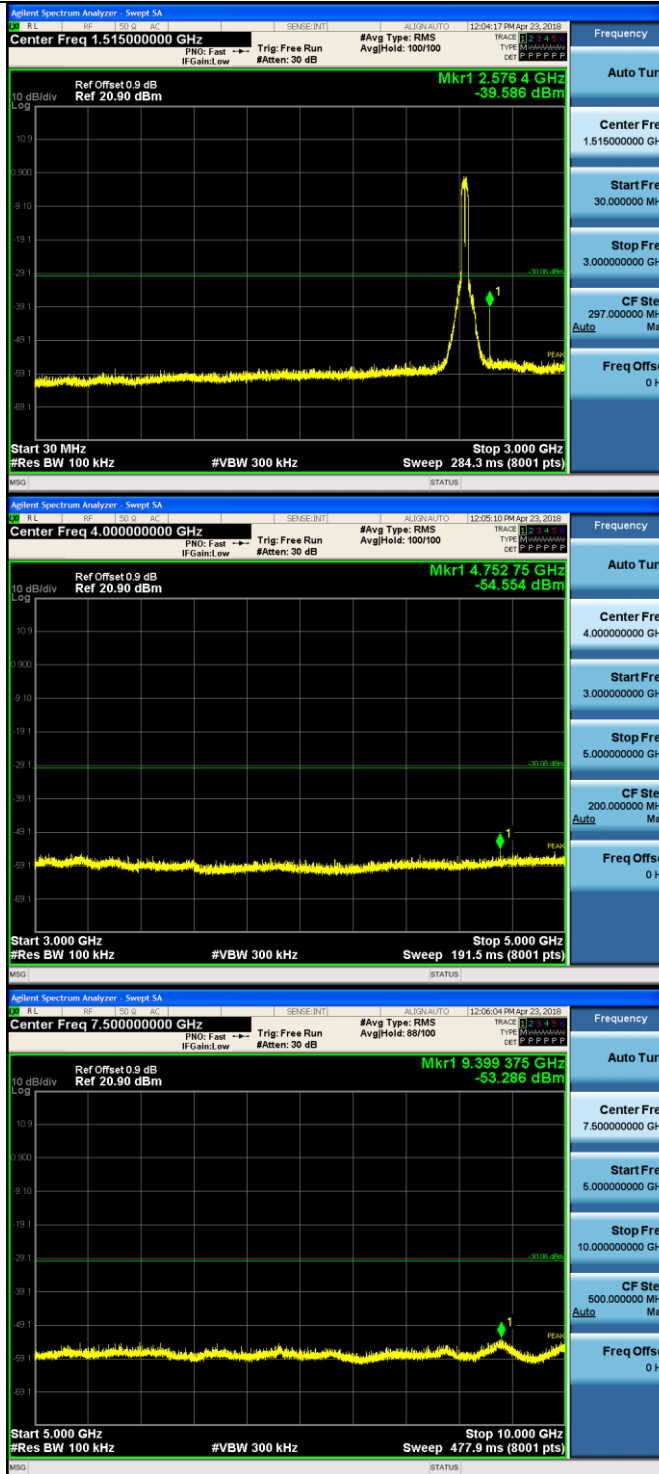 Agilent Spectrum Analyzer - Swept SA
RL RF 50 Ω AC SENSE:INT ALIGN AUTO 12:04:17 PM Apr 23, 2018
Center Freq 1.515000000 GHz
PNO: Fast
IFGain:Low
Trig: Free Run
#Atten: 30 dB
#Avg Type: RMS
Avg|Hold: 100/100
TRACE 1 2 3 4 5 6
TYPE M
DET P P P P P P
Ref Offset 0.9 dB
10 dB/div Ref 20.90 dBm
Log
Mkr1 2.576 4 GHz
-39.586 dBm
10.9
0.900
-9.10
-19.1
-29.1
-39.1
-49.1
-59.1
-69.1
-30.06 dBm
1
PEAK
Start 30 MHz
#Res BW 100 kHz
#VBW 300 kHz
Stop 3.000 GHz
Sweep 284.3 ms (8001 pts)
MSG STATUS
Frequency
Auto Tun
Center Fre
1.515000000 GH
Start Fre
30.000000 MH
Stop Fre
3.000000000 GH
CF Ste
297.000000 MH
Auto Ma
Freq Offse
0 H
Agilent Spectrum Analyzer - Swept SA
RL RF 50 Ω AC SENSE:INT ALIGN AUTO 12:05:10 PM Apr 23, 2018
Center Freq 4.000000000 GHz
PNO: Fast
IFGain:Low
Trig: Free Run
#Atten: 30 dB
#Avg Type: RMS
Avg|Hold: 100/100
TRACE 1 2 3 4 5 6
TYPE M
DET P P P P P P
Ref Offset 0.9 dB
10 dB/div Ref 20.90 dBm
Log
Mkr1 4.752 75 GHz
-54.554 dBm
10.9
0.900
-9.10
-19.1
-29.1
-39.1
-49.1
-59.1
-69.1
-30.06 dBm
1
PEAK
Start 3.000 GHz
#Res BW 100 kHz
#VBW 300 kHz
Stop 5.000 GHz
Sweep 191.5 ms (8001 pts)
MSG STATUS
Frequency
Auto Tun
Center Fre
4.000000000 GH
Start Fre
3.000000000 GH
Stop Fre
5.000000000 GH
CF Ste
200.000000 MH
Auto Ma
Freq Offse
0 H
Agilent Spectrum Analyzer - Swept SA
RL RF 50 Ω AC SENSE:INT ALIGN AUTO 12:06:04 PM Apr 23, 2018
Center Freq 7.500000000 GHz
PNO: Fast
IFGain:Low
Trig: Free Run
#Atten: 30 dB
#Avg Type: RMS
Avg|Hold: 88/100
TRACE 1 2 3 4 5 6
TYPE M
DET P P P P P P
Ref Offset 0.9 dB
10 dB/div Ref 20.90 dBm
Log
Mkr1 9.399 375 GHz
-53.286 dBm
10.9
0.900
-9.10
-19.1
-29.1
-39.1
-49.1
-59.1
-69.1
-30.06 dBm
1
PEAK
Start 5.000 GHz
#Res BW 100 kHz
#VBW 300 kHz
Stop 10.000 GHz
Sweep 477.9 ms (8001 pts)
MSG STATUS
Frequency
Auto Tun
Center Fre
7.500000000 GH
Start Fre
5.000000000 GH
Stop Fre
10.000000000 GH
CF Ste
500.000000 MH
Auto Ma
Freq Offse
0 H